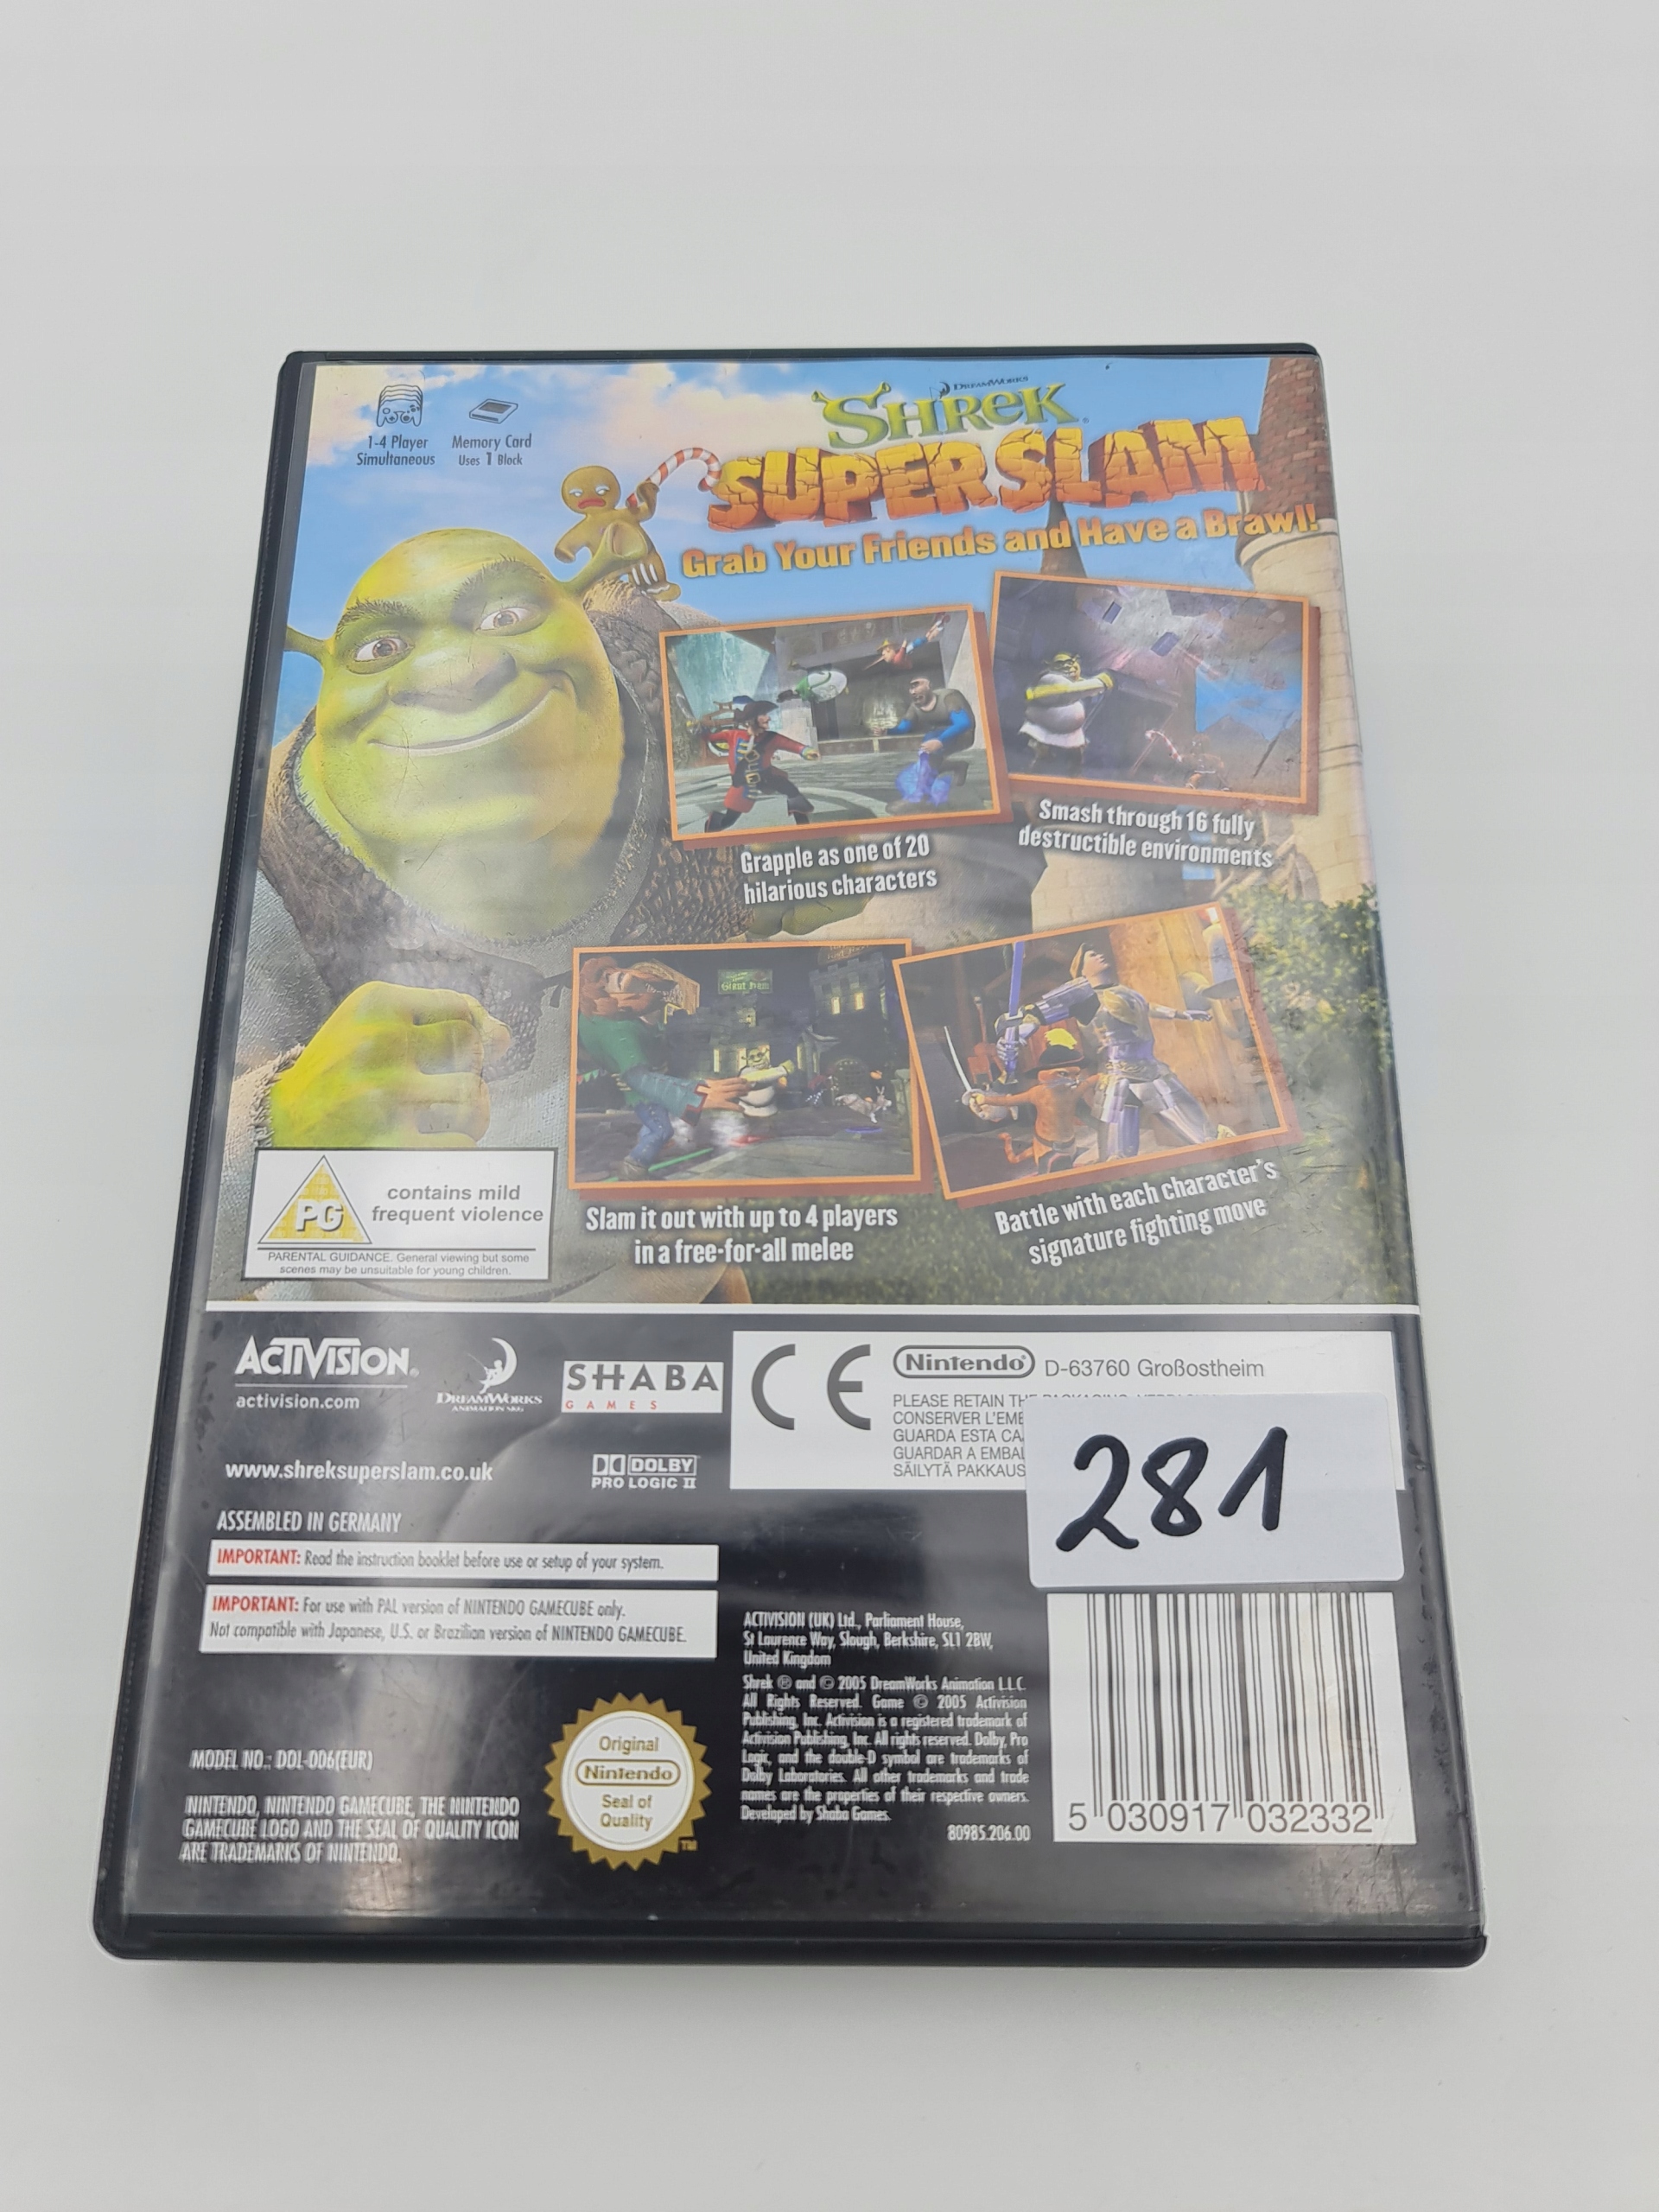 1-4 Player
Simultaneous
Memory Card
Uses 1 Block
DREAMWORKS
SHREK
SUPERSLAM
Grab Your Friends and Have a Brawl!
Grapple as one of 20
hilarious characters
Smash through 16 fully
destructible environments
Slam it out with up to 4 players
in a free-for-all melee
Battle with each character's
signature fighting move
PG
contains mild
frequent violence
PARENTAL GUIDANCE. General viewing but some
scenes may be unsuitable for young children.
ACTIVISION®
activision.com
DREAMWORKS
ANIMATION SKG
SHABA
GAMES
CE
Nintendo® D-63760 Großostheim
PLEASE RETAIN
CONSERVER
GUARDA ESTA
GUARDAR A
SÄILYTÄ
281
www.shreksuperslam.co.uk
DOLBY
PRO LOGIC II
ASSEMBLED IN GERMANY
IMPORTANT: Read the instruction booklet before use or setup of your system.
IMPORTANT: For use with PAL version of NINTENDO GAMECUBE only.
Not compatible with Japanese, U.S. or Brazilian version of NINTENDO GAMECUBE.
MODEL NO.: DOL-006(EUR)
NINTENDO, NINTENDO GAMECUBE, THE NINTENDO
GAMECUBE LOGO AND THE SEAL OF QUALITY ICON
ARE TRADEMARKS OF NINTENDO.
Original
Nintendo
Seal of
Quality
TM
ACTIVISION (UK) Ltd., Parliament House,
St Laurence Way, Slough, Berkshire, SL1 2BW,
United Kingdom
Shrek ® and © 2005 DreamWorks Animation L.L.C.
All Rights Reserved. Game © 2005 Activision
Publishing, Inc. Activision is a registered trademark of
Activision Publishing, Inc. All rights reserved. Dolby, Pro
Logic, and the double-D symbol are trademarks of
Dolby Laboratories. All other trademarks and trade
names are the properties of their respective owners.
Developed by Shaba Games.
80985.206.00
5 030917 032332